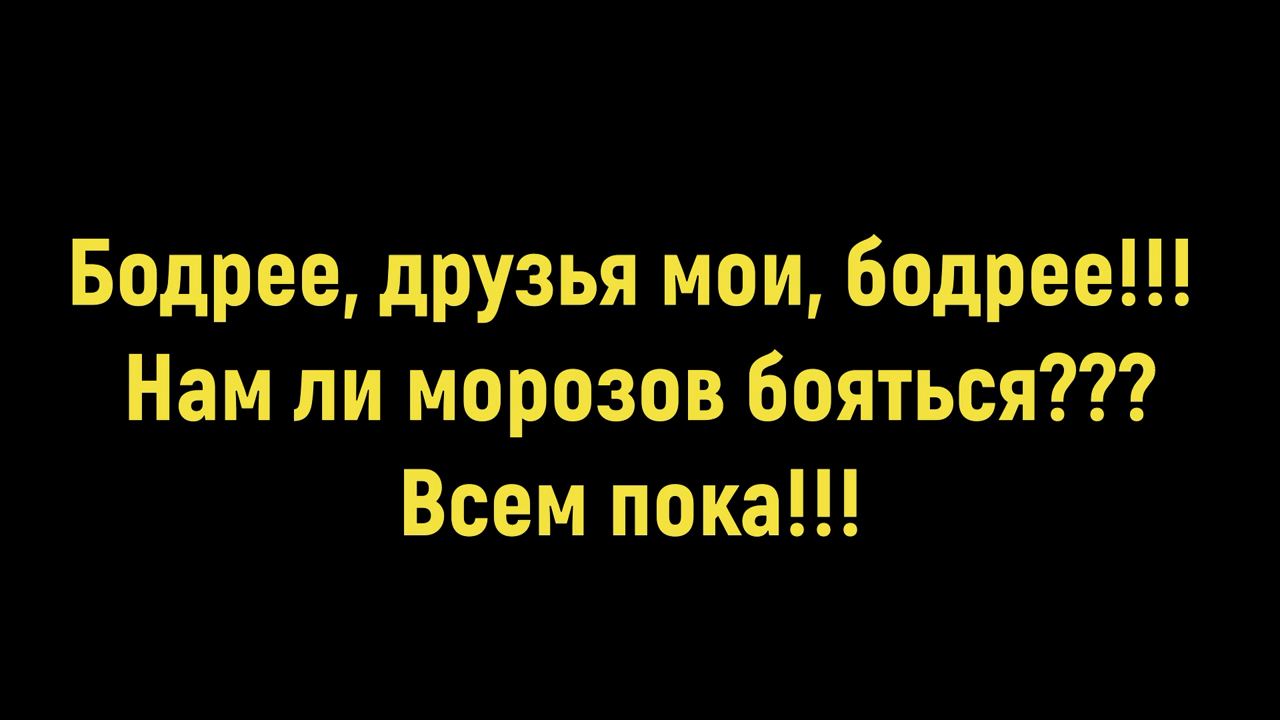 Бодрее, друзья мои, бодрее!!!
Нам ли морозов бояться???
Всем пока!!!